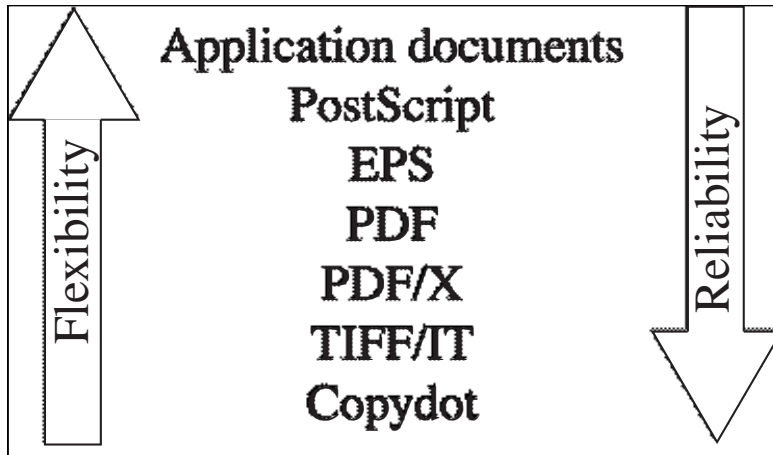 Application documents
PostScript
EPS
PDF
PDF/X
TIFF/IT
Copydot
Flexibility
Reliability